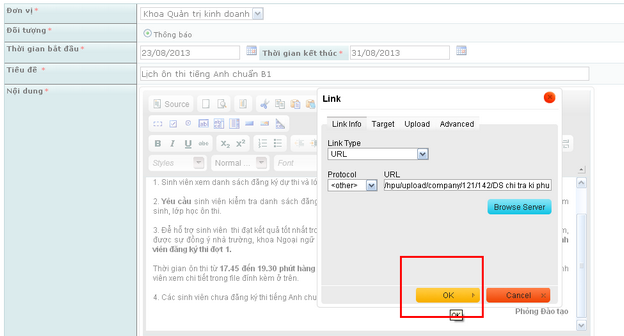 Đơn vị * Khoa Quản trị kinh doanh
Đối tượng * Thông báo
Thời gian bắt đầu * 23/08/2013 Thời gian kết thúc * 31/08/2013
Tiêu đề * Lịch ôn thi tiếng Anh chuẩn B1
Nội dung *
Source
B I U abc X₂ X²
Styles Normal ... Font
1. Sinh viên xem danh sách đăng ký dự thi và
2. Yêu cầu sinh viên kiểm tra danh sách đăng
sinh, lớp học ôn thi.
3. Để hỗ trợ sinh viên thi đạt kết quả tốt nhất
được sự đồng ý nhà trường, khoa Ngoại ngữ
viên đăng ký thi đợt 1.
Thời gian ôn thi từ 17.45 đến 19.30 phút hàng
viên xem chi tiết trong file đính kèm ở trên.
4. Các sinh viên chưa đăng ký thi tiếng Anh
Phòng Đào tạo
Link
Link Info Target Upload Advanced
Link Type
URL
Protocol URL
<other> /hpu/upload/company/121/142/DS chi tra ki phu
Browse Server
OK Cancel
OK